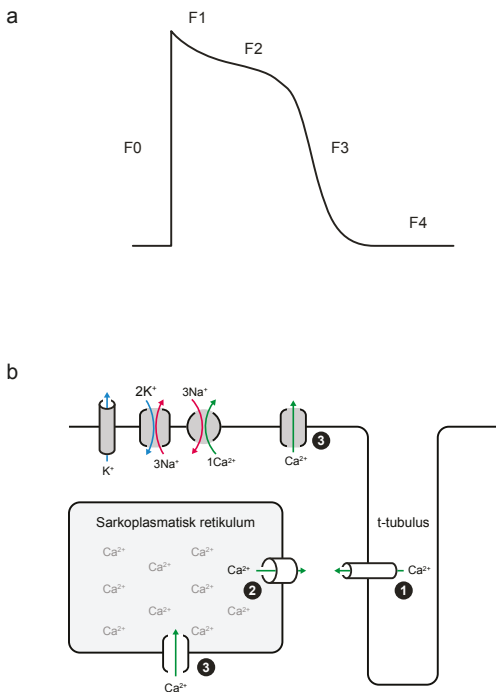 a
F1
F2
F0
F3
F4
b
2K⁺ 3Na⁺
K⁺ 3Na⁺ 1Ca²⁺ Ca²⁺ 3
Sarkoplasmatisk retikulum t-tubulus
Ca²⁺ Ca²⁺
Ca²⁺
Ca²⁺ Ca²⁺ Ca²⁺
Ca²⁺ Ca²⁺
2 1
Ca²⁺ Ca²⁺
Ca²⁺
Ca²⁺ Ca²⁺
3
Ca²⁺